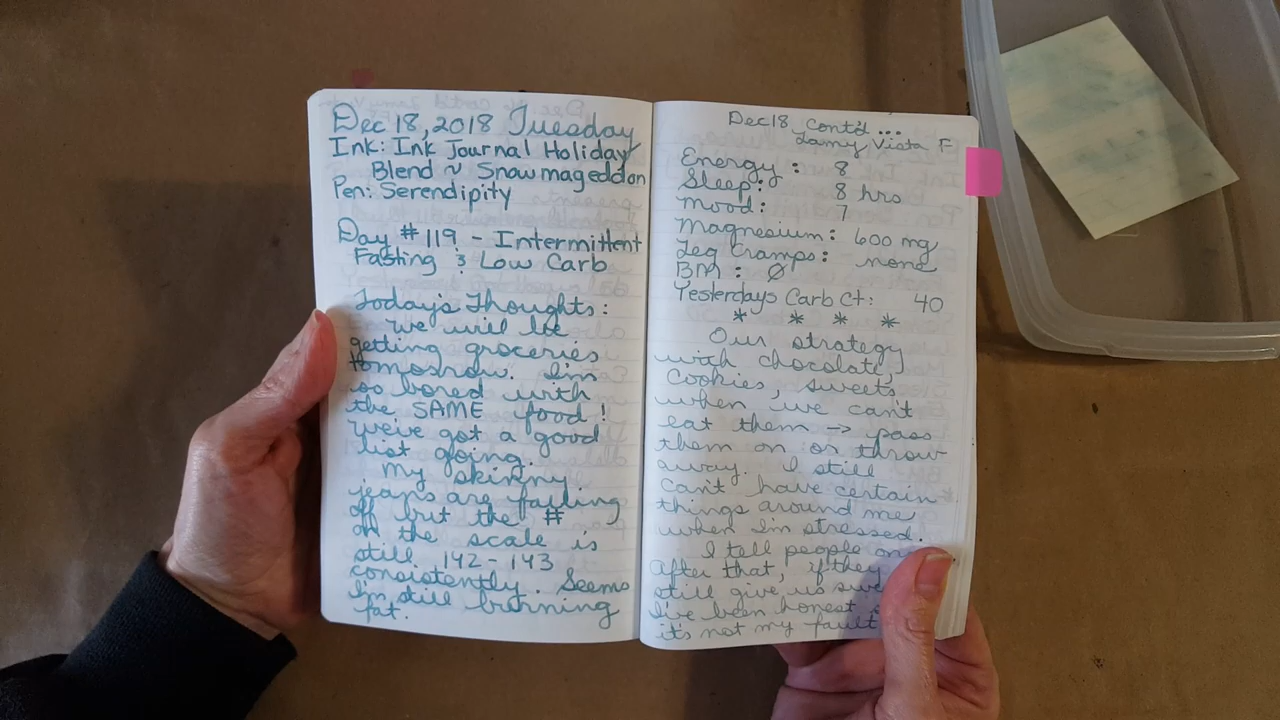 Dec 18, 2018 Tuesday
Ink: Ink Journal Holiday
Blend ~ Snowmageddon
Pen: Serendipity
Day #119 - Intermittent
Fasting & Low Carb
Today's Thoughts:
We will be
getting groceries
tomorrow. I'm
so bored with
the SAME food!
We've got a good
list going.
My skinny
jeans are falling
off but the #
on the scale is
still 142-143
consistently. Seems
I'm still burning
fat.
Dec 18 Cont'd ...
Lamy Vista F
Energy: 8
Sleep: 8 hrs
Mood: 7
Magnesium: 600 mg
Leg Cramps: none
BM: Ø
Yesterdays Carb Ct: 40
* * * *
Our strategy
with chocolate,
cookies, sweets
when we can't
eat them → pass
them on or throw
away. I still
can't have certain
things around me
when I'm stressed.
I tell people
After that, if they
still give us
I've been honest
it's not my fault